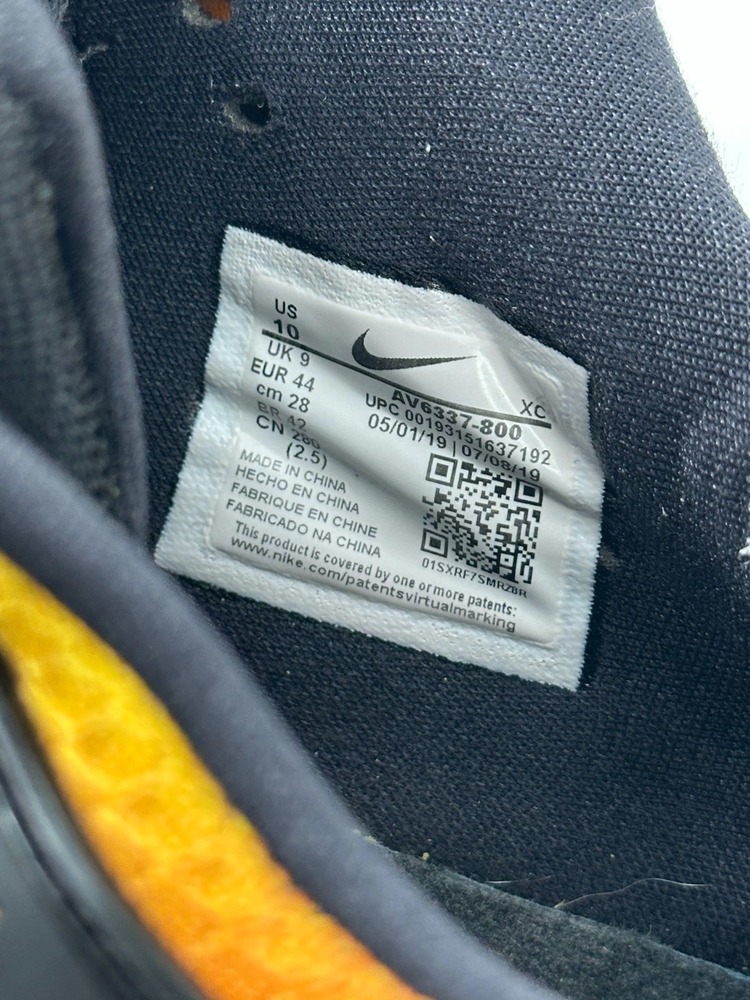 US
10
UK 9
EUR 44
cm 28
BR 42
CN 280
(2.5)
XC
AV6337-800
UPC 00193151637192
05/01/19 | 07/08/19
MADE IN CHINA
HECHO EN CHINA
FABRIQUE EN CHINE
FABRICADO NA CHINA
01SXRF7SMRZBR
This product is covered by one or more patents:
www.nike.com/patentsvirtualmarking